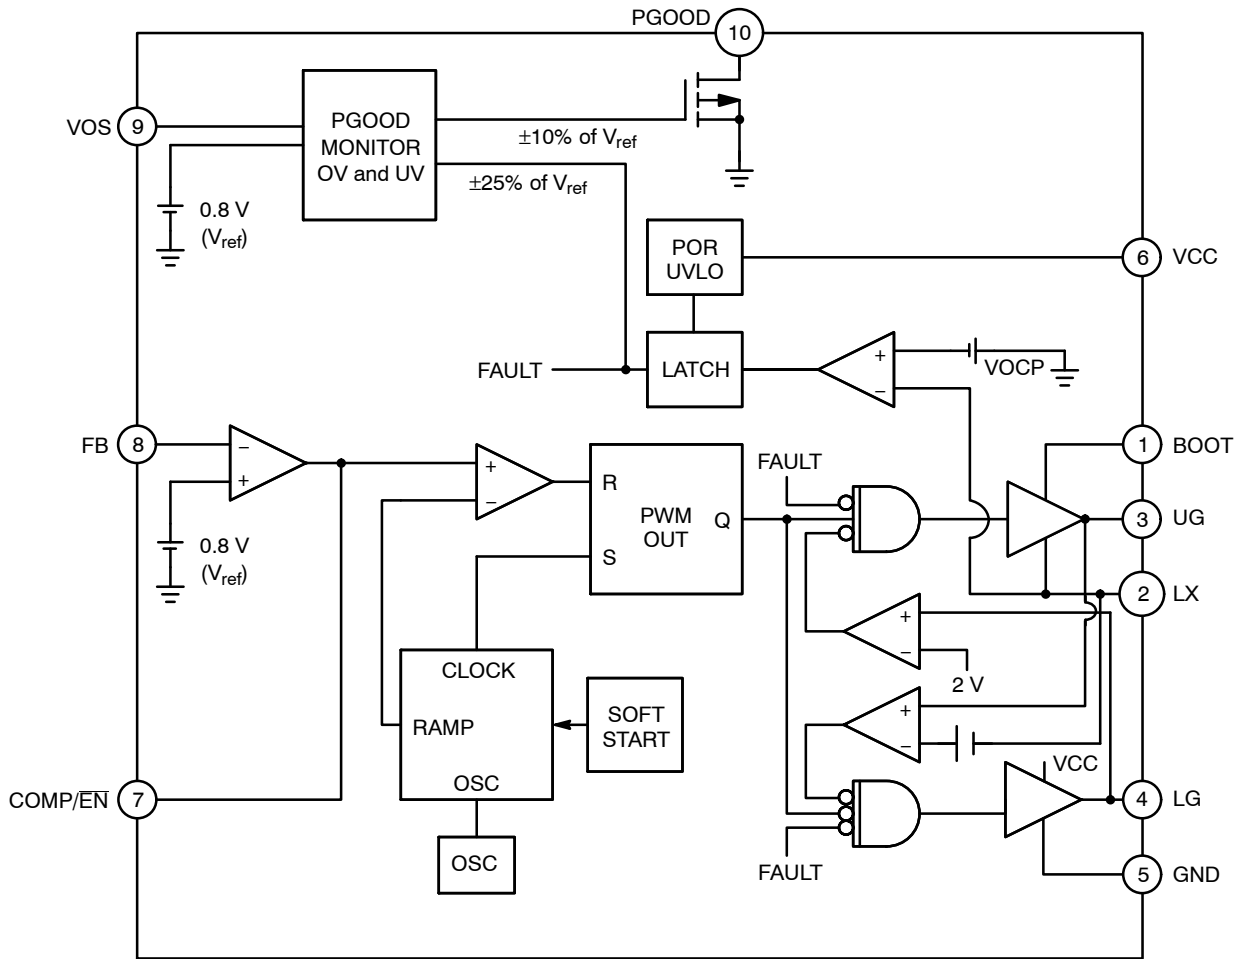 PGOOD
10
VOS
9
PGOOD
MONITOR
OV and UV
±10% of Vref
±25% of Vref
0.8 V
(Vref)
POR
UVLO
6
VCC
FAULT
LATCH
+
−
VOCP
FB
8
−
+
0.8 V
(Vref)
+
−
R
S
PWM
OUT
Q
FAULT
1
BOOT
3
UG
2
LX
+
−
2 V
CLOCK
RAMP
OSC
SOFT
START
+
−
VCC
COMP/EN
7
4
LG
OSC
FAULT
5
GND